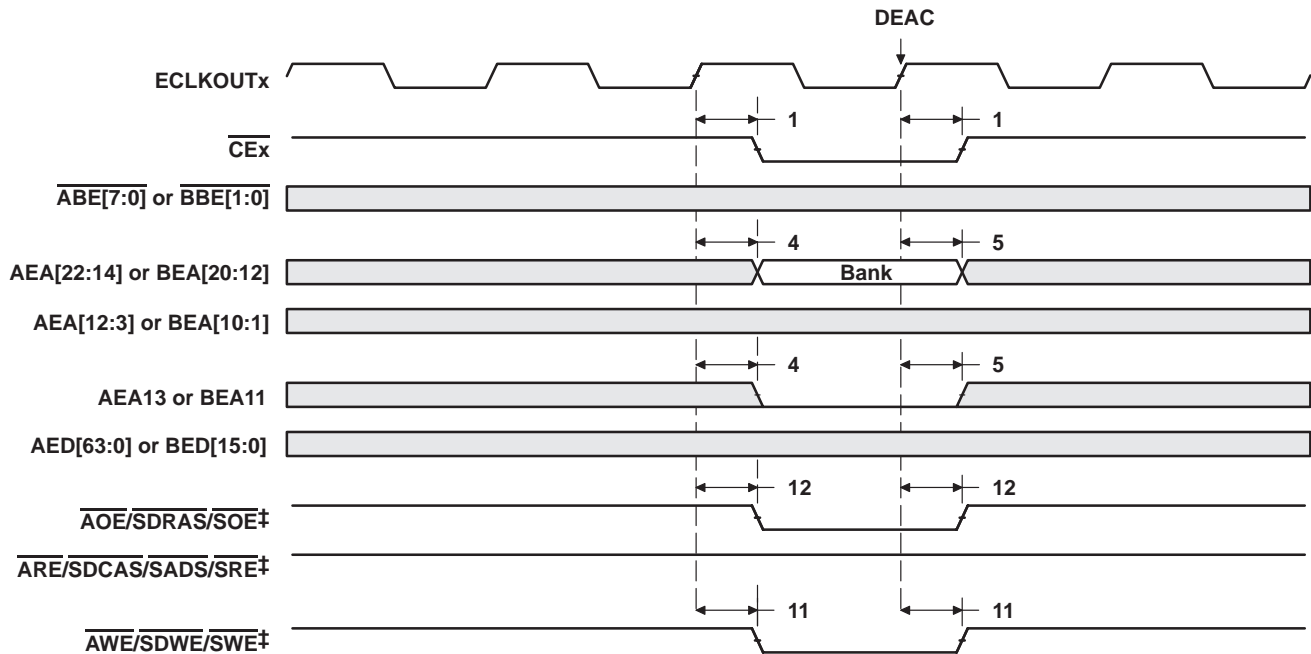 DEAC
ECLKOUTx
1 1
CEx
ABE[7:0] or BBE[1:0]
4 5
AEA[22:14] or BEA[20:12] Bank
AEA[12:3] or BEA[10:1]
4 5
AEA13 or BEA11
AED[63:0] or BED[15:0]
12 12
AOE/SDRAS/SOE‡
ARE/SDCAS/SADS/SRE‡
11 11
AWE/SDWE/SWE‡